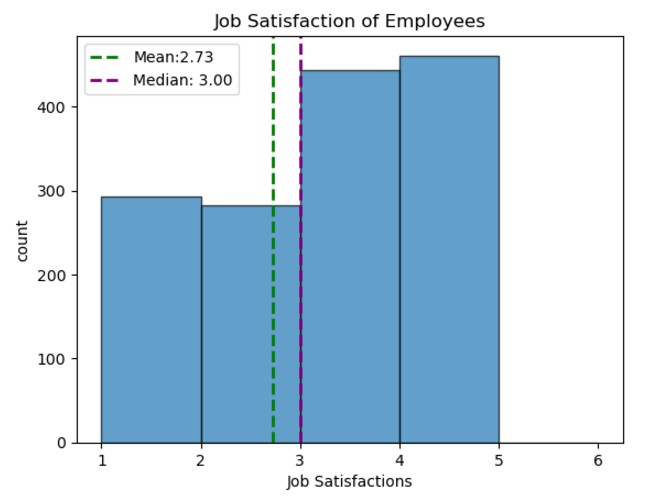 Job Satisfaction of Employees
Mean:2.73
Median: 3.00
count
400
300
200
100
0
1 2 3 4 5 6
Job Satisfactions